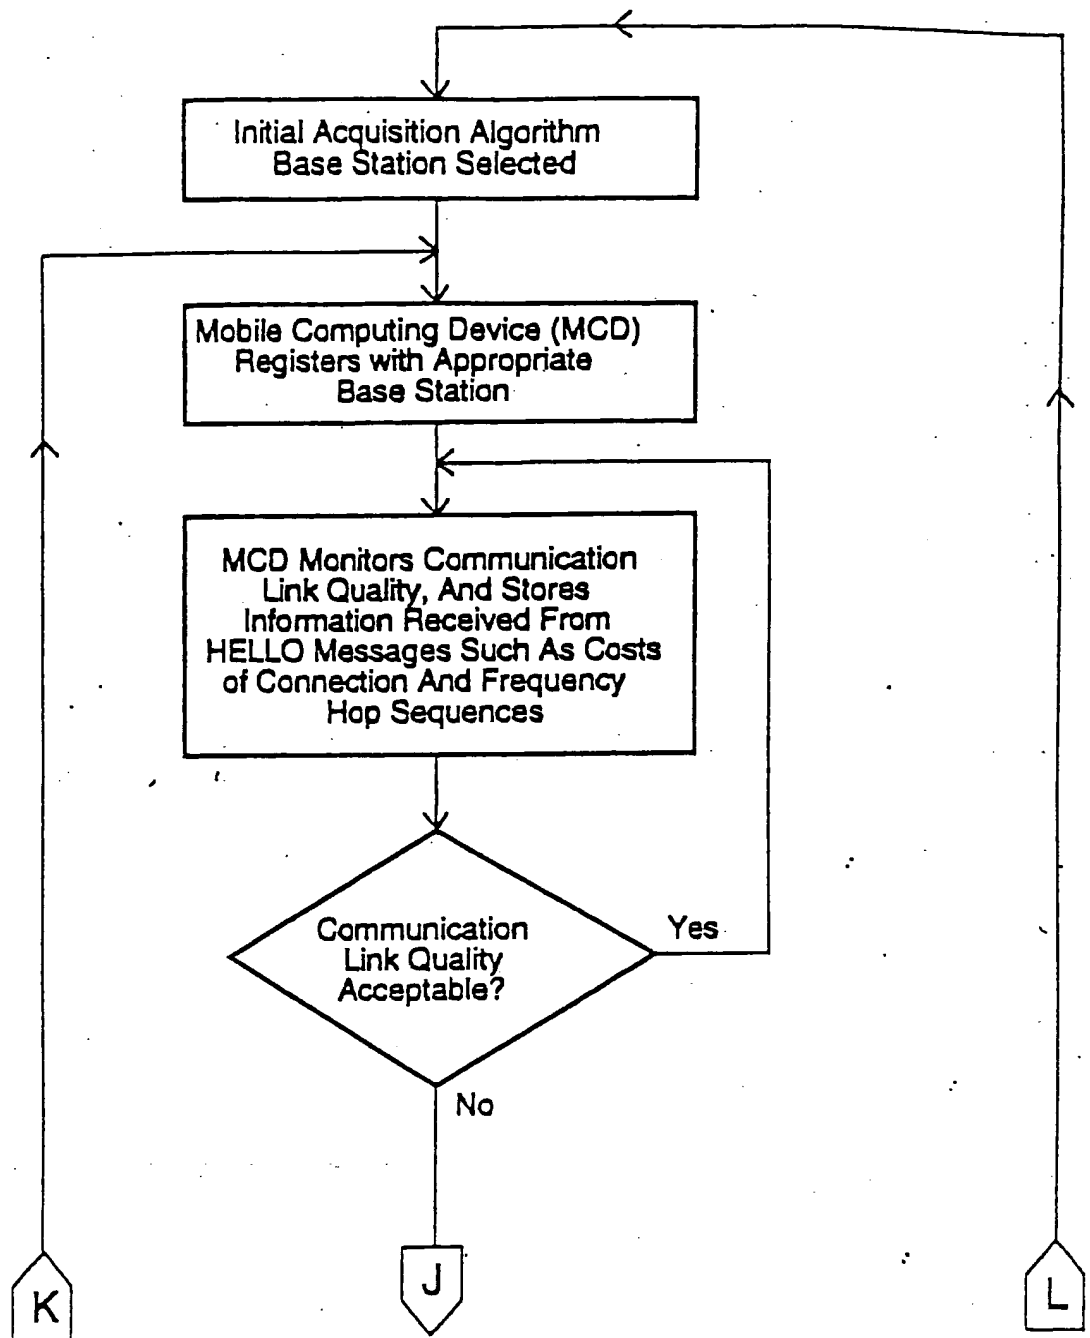 Initial Acquisition Algorithm
Base Station Selected
Mobile Computing Device (MCD)
Registers with Appropriate
Base Station
MCD Monitors Communication
Link Quality, And Stores
Information Received From
HELLO Messages Such As Costs
of Connection And Frequency
Hop Sequences
Communication
Link Quality
Acceptable?
Yes
No
K
J
L